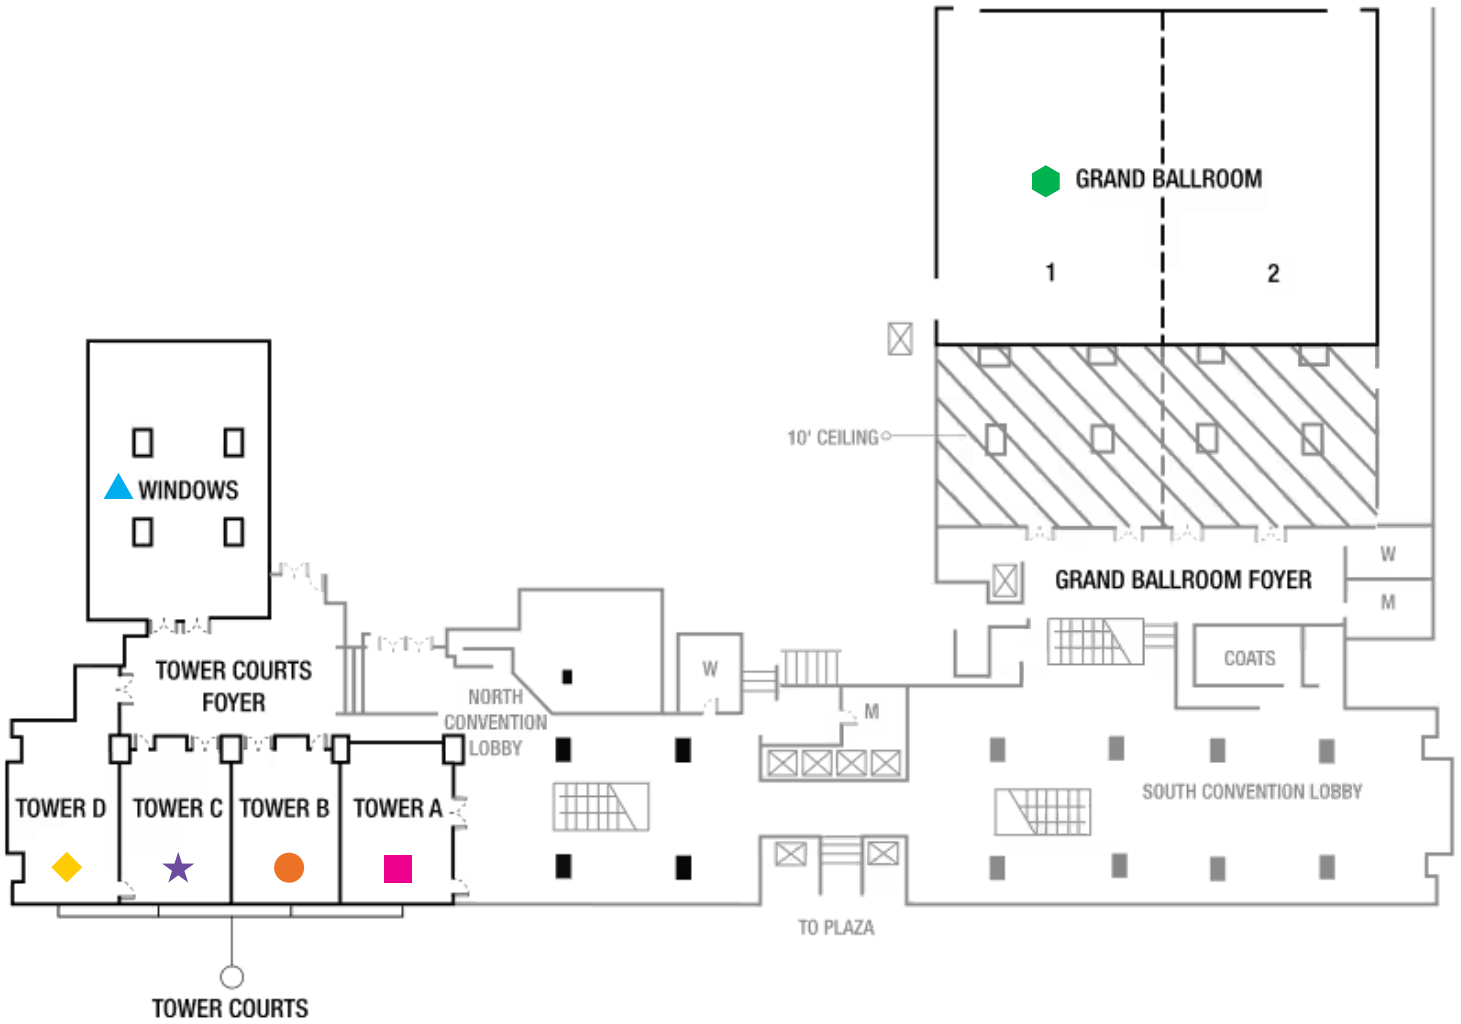 GRAND BALLROOM
1
2
10' CEILING
WINDOWS
GRAND BALLROOM FOYER
W
M
COATS
TOWER COURTS
FOYER
NORTH
CONVENTION
LOBBY
W
M
TOWER D
TOWER C
TOWER B
TOWER A
SOUTH CONVENTION LOBBY
TO PLAZA
TOWER COURTS